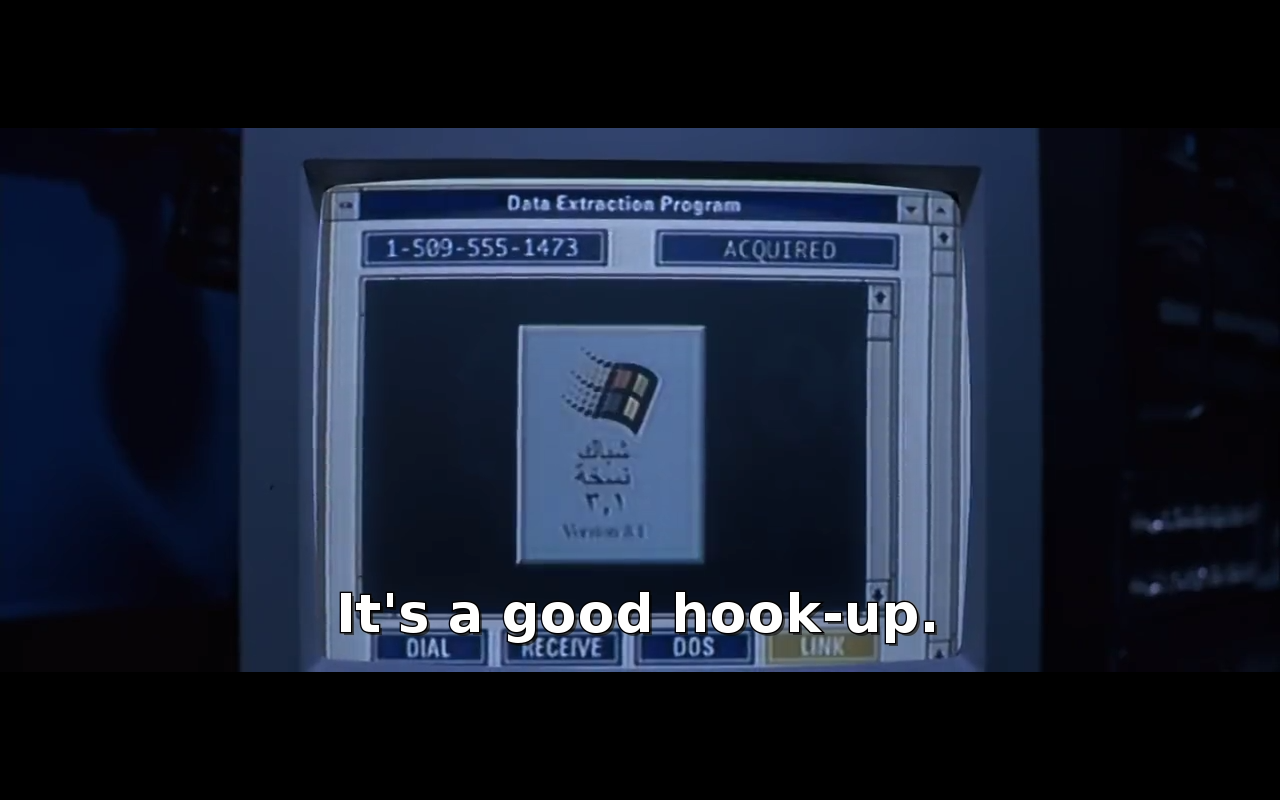 Data Extraction Program
1-509-555-1473
ACQUIRED
شباك
نسخة
٣,١
Version 3.1
It's a good hook-up.
DIAL
RECEIVE
DOS
LINK